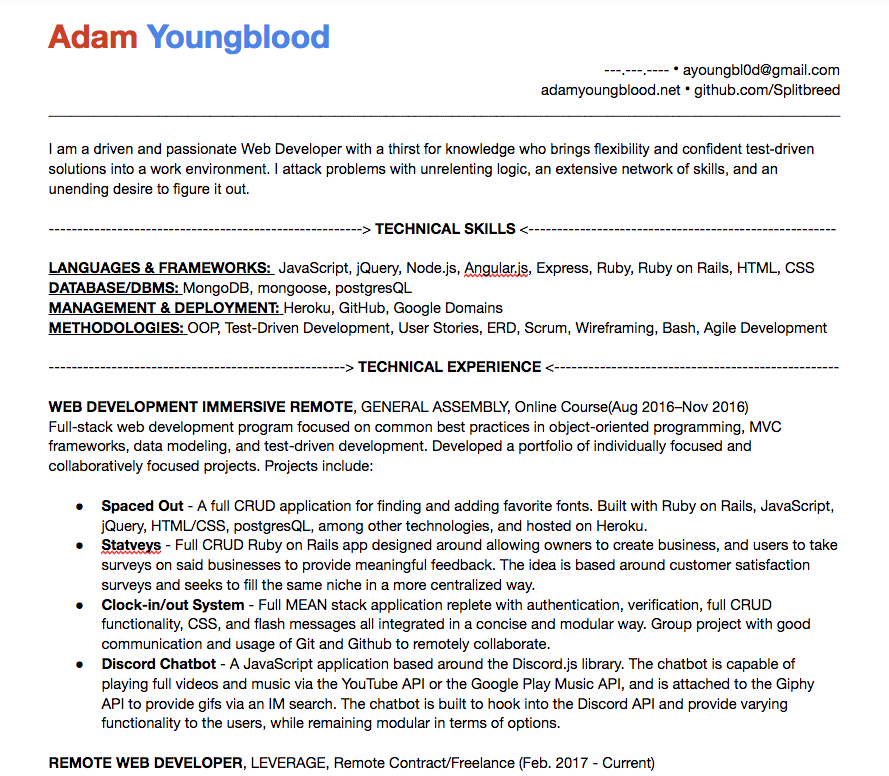 Adam Youngblood
---.---.---- • ayoungbl0d@gmail.com
adamyoungblood.net • github.com/Splitbreed
I am a driven and passionate Web Developer with a thirst for knowledge who brings flexibility and confident test-driven
solutions into a work environment. I attack problems with unrelenting logic, an extensive network of skills, and an
unending desire to figure it out.
------------------------------------------------------> TECHNICAL SKILLS <-----------------------------------------------------
LANGUAGES & FRAMEWORKS: JavaScript, jQuery, Node.js, Angular.js, Express, Ruby, Ruby on Rails, HTML, CSS
DATABASE/DBMS: MongoDB, mongoose, postgresQL
MANAGEMENT & DEPLOYMENT: Heroku, GitHub, Google Domains
METHODOLOGIES: OOP, Test-Driven Development, User Stories, ERD, Scrum, Wireframing, Bash, Agile Development
---------------------------------------------------> TECHNICAL EXPERIENCE <-------------------------------------------------
WEB DEVELOPMENT IMMERSIVE REMOTE, GENERAL ASSEMBLY, Online Course(Aug 2016–Nov 2016)
Full-stack web development program focused on common best practices in object-oriented programming, MVC
frameworks, data modeling, and test-driven development. Developed a portfolio of individually focused and
collaboratively focused projects. Projects include:
● Spaced Out - A full CRUD application for finding and adding favorite fonts. Built with Ruby on Rails, JavaScript,
jQuery, HTML/CSS, postgresQL, among other technologies, and hosted on Heroku.
● Statveys - Full CRUD Ruby on Rails app designed around allowing owners to create business, and users to take
surveys on said businesses to provide meaningful feedback. The idea is based around customer satisfaction
surveys and seeks to fill the same niche in a more centralized way.
● Clock-in/out System - Full MEAN stack application replete with authentication, verification, full CRUD
functionality, CSS, and flash messages all integrated in a concise and modular way. Group project with good
communication and usage of Git and Github to remotely collaborate.
● Discord Chatbot - A JavaScript application based around the Discord.js library. The chatbot is capable of
playing full videos and music via the YouTube API or the Google Play Music API, and is attached to the Giphy
API to provide gifs via an IM search. The chatbot is built to hook into the Discord API and provide varying
functionality to the users, while remaining modular in terms of options.
REMOTE WEB DEVELOPER, LEVERAGE, Remote Contract/Freelance (Feb. 2017 - Current)